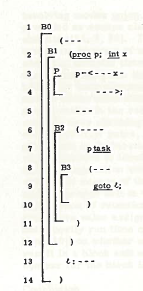 1 B0
(---
2 B1 (proc p; int x
3 P p←<---x-
4 --->;
5 ---
6 B2 (----
7 p task
8 B3 (---
9 goto ℓ;
10 )
11 )
12 )
13 ℓ:---
14 )